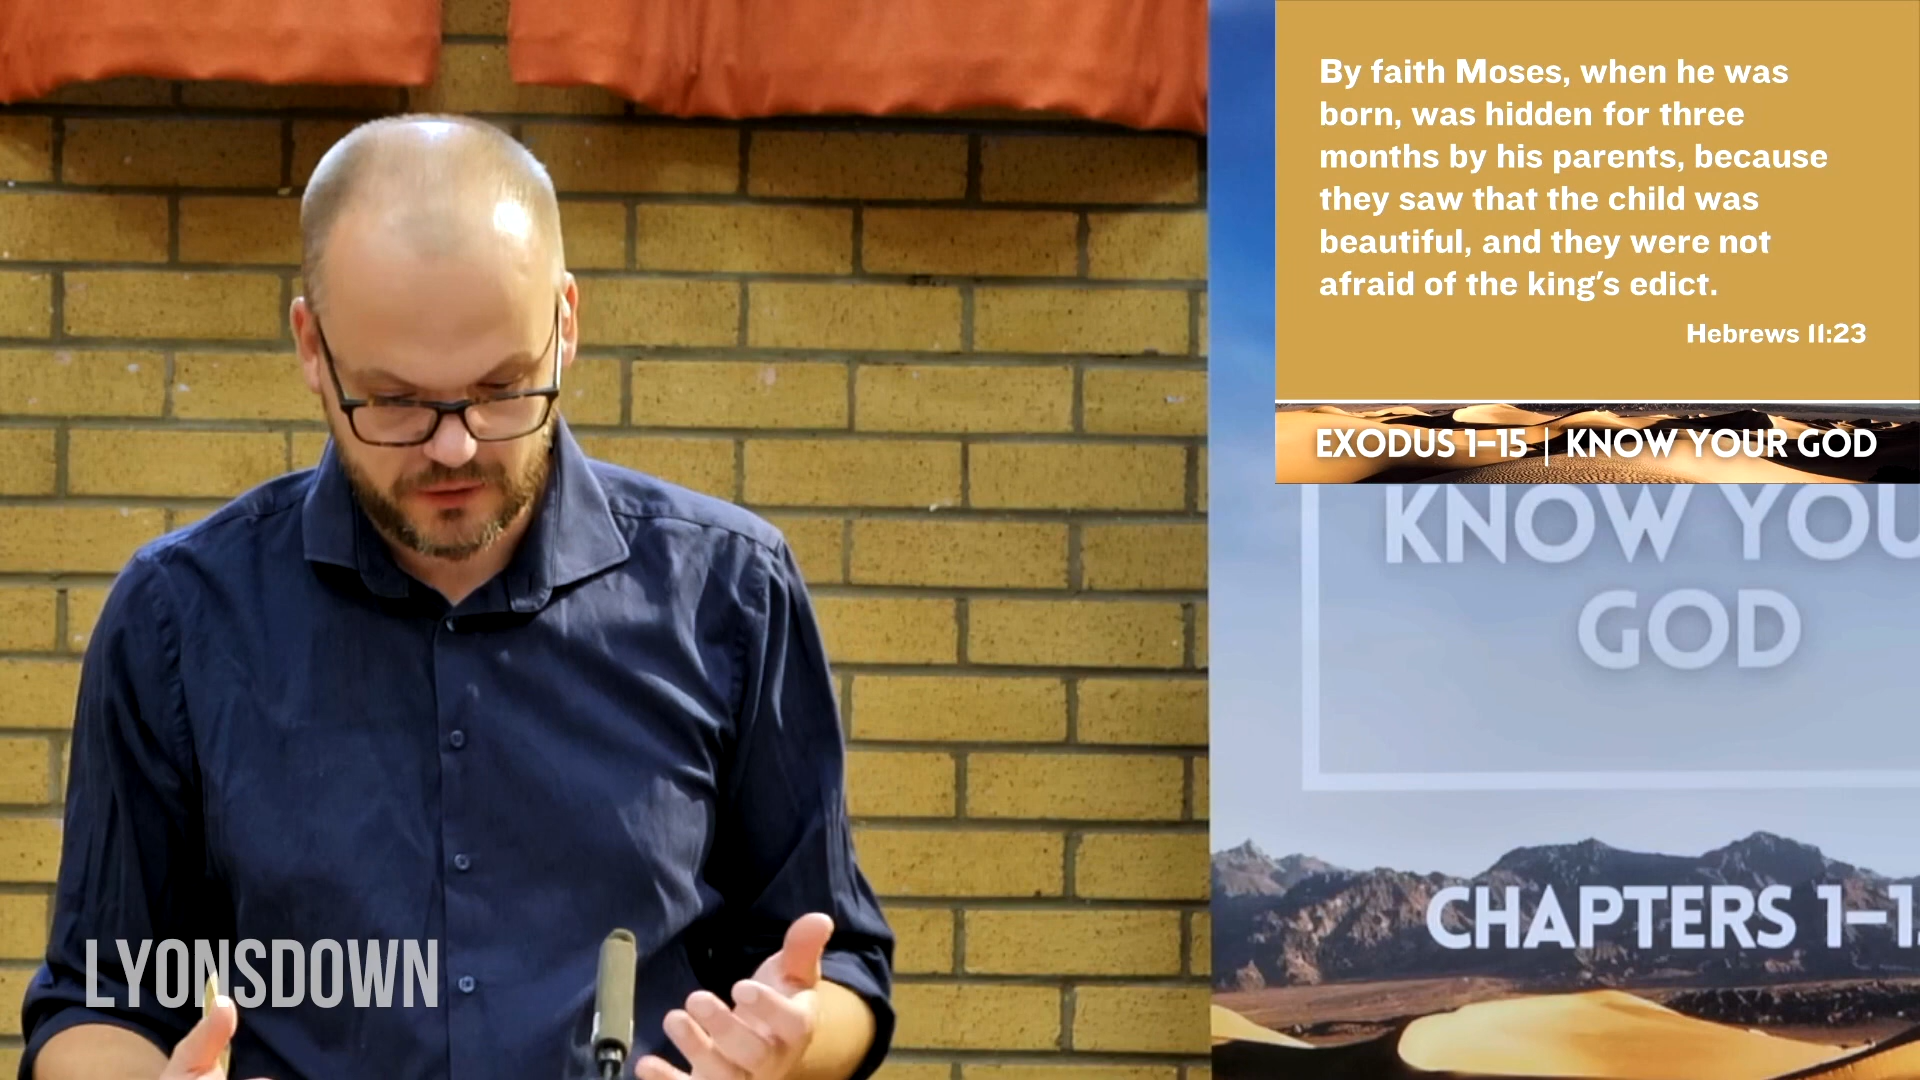 By faith Moses, when he was
born, was hidden for three
months by his parents, because
they saw that the child was
beautiful, and they were not
afraid of the king's edict.
Hebrews 11:23
EXODUS 1–15 | KNOW YOUR GOD
KNOW YOU
GOD
CHAPTERS 1–1
LYONSDOWN